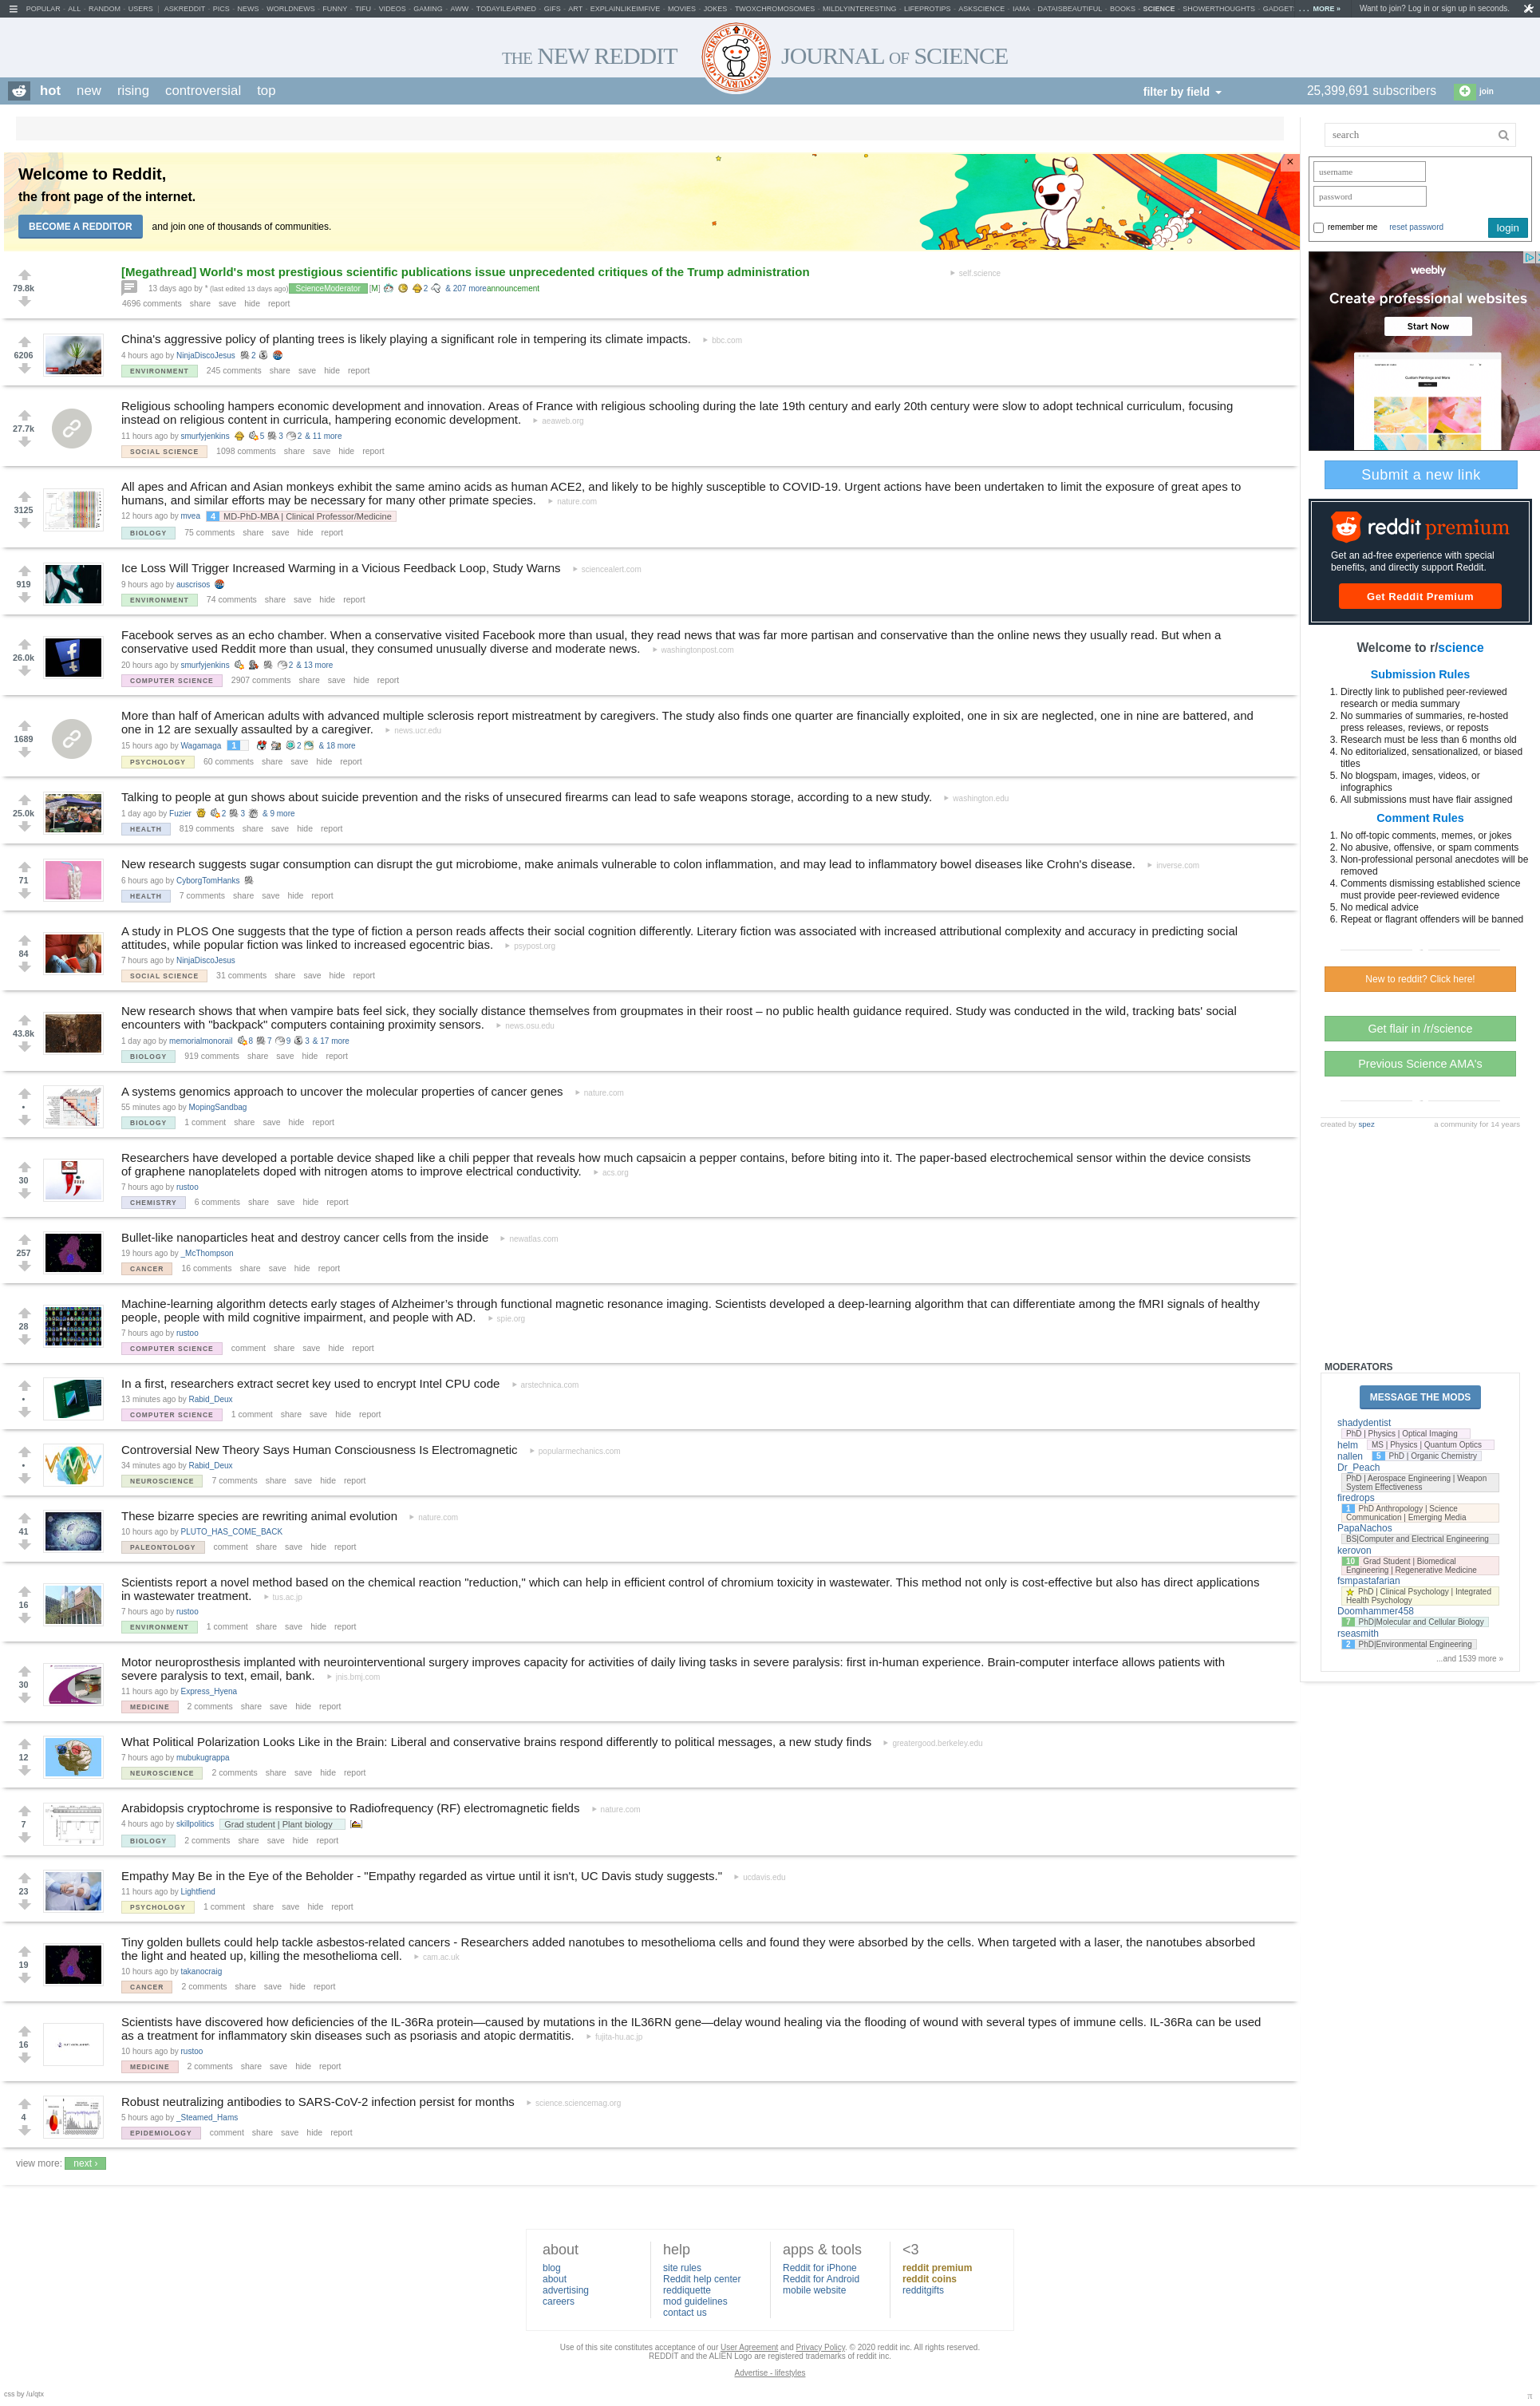 POPULAR - ALL - RANDOM - USERS | ASKREDDIT - PICS - NEWS - WORLDNEWS - FUNNY - TIFU - VIDEOS - GAMING - AWW - TODAYILEARNED - GIFS - ART - EXPLAINLIKEIMFIVE - MOVIES - JOKES - TWOXCHROMOSOMES - MILDLYINTERESTING - LIFEPROTIPS - ASKSCIENCE - IAMA - DATAISBEAUTIFUL - BOOKS - SCIENCE - SHOWERTHOUGHTS - GADGET ... MORE »
Want to join? Log in or sign up in seconds.
THE NEW REDDIT JOURNAL OF SCIENCE
hot new rising controversial top
filter by field
25,399,691 subscribers
join
search
username
password
remember me reset password login
Welcome to Reddit,
the front page of the internet.
BECOME A REDDITOR and join one of thousands of communities.
79.8k
[Megathread] World's most prestigious scientific publications issue unprecedented critiques of the Trump administration self.science
13 days ago by * (last edited 13 days ago) ScienceModerator [M] 2 & 207 more announcement
4696 comments share save hide report
6206
China's aggressive policy of planting trees is likely playing a significant role in tempering its climate impacts. bbc.com
4 hours ago by NinjaDiscoJesus 2
ENVIRONMENT 245 comments share save hide report
27.7k
Religious schooling hampers economic development and innovation. Areas of France with religious schooling during the late 19th century and early 20th century were slow to adopt technical curriculum, focusing
instead on religious content in curricula, hampering economic development. aeaweb.org
11 hours ago by smurfyjenkins 5 3 2 & 11 more
SOCIAL SCIENCE 1098 comments share save hide report
3125
All apes and African and Asian monkeys exhibit the same amino acids as human ACE2, and likely to be highly susceptible to COVID-19. Urgent actions have been undertaken to limit the exposure of great apes to
humans, and similar efforts may be necessary for many other primate species. nature.com
12 hours ago by mvea 4 MD-PhD-MBA | Clinical Professor/Medicine
BIOLOGY 75 comments share save hide report
919
Ice Loss Will Trigger Increased Warming in a Vicious Feedback Loop, Study Warns sciencealert.com
9 hours ago by auscrisos
ENVIRONMENT 74 comments share save hide report
26.0k
Facebook serves as an echo chamber. When a conservative visited Facebook more than usual, they read news that was far more partisan and conservative than the online news they usually read. But when a
conservative used Reddit more than usual, they consumed unusually diverse and moderate news. washingtonpost.com
20 hours ago by smurfyjenkins 2 & 13 more
COMPUTER SCIENCE 2907 comments share save hide report
1689
More than half of American adults with advanced multiple sclerosis report mistreatment by caregivers. The study also finds one quarter are financially exploited, one in six are neglected, one in nine are battered, and
one in 12 are sexually assaulted by a caregiver. news.ucr.edu
15 hours ago by Wagamaga 1 2 & 18 more
PSYCHOLOGY 60 comments share save hide report
25.0k
Talking to people at gun shows about suicide prevention and the risks of unsecured firearms can lead to safe weapons storage, according to a new study. washington.edu
1 day ago by Fuzier 2 3 & 9 more
HEALTH 819 comments share save hide report
71
New research suggests sugar consumption can disrupt the gut microbiome, make animals vulnerable to colon inflammation, and may lead to inflammatory bowel diseases like Crohn's disease. inverse.com
6 hours ago by CyborgTomHanks
HEALTH 7 comments share save hide report
84
A study in PLOS One suggests that the type of fiction a person reads affects their social cognition differently. Literary fiction was associated with increased attributional complexity and accuracy in predicting social
attitudes, while popular fiction was linked to increased egocentric bias. psypost.org
7 hours ago by NinjaDiscoJesus
SOCIAL SCIENCE 31 comments share save hide report
43.8k
New research shows that when vampire bats feel sick, they socially distance themselves from groupmates in their roost – no public health guidance required. Study was conducted in the wild, tracking bats' social
encounters with "backpack" computers containing proximity sensors. news.osu.edu
1 day ago by memorialmonorail 8 7 9 3 & 17 more
BIOLOGY 919 comments share save hide report
•
A systems genomics approach to uncover the molecular properties of cancer genes nature.com
55 minutes ago by MopingSandbag
BIOLOGY 1 comment share save hide report
30
Researchers have developed a portable device shaped like a chili pepper that reveals how much capsaicin a pepper contains, before biting into it. The paper-based electrochemical sensor within the device consists
of graphene nanoplatelets doped with nitrogen atoms to improve electrical conductivity. acs.org
7 hours ago by rustoo
CHEMISTRY 6 comments share save hide report
257
Bullet-like nanoparticles heat and destroy cancer cells from the inside newatlas.com
19 hours ago by _McThompson
CANCER 16 comments share save hide report
28
Machine-learning algorithm detects early stages of Alzheimer's through functional magnetic resonance imaging. Scientists developed a deep-learning algorithm that can differentiate among the fMRI signals of healthy
people, people with mild cognitive impairment, and people with AD. spie.org
7 hours ago by rustoo
COMPUTER SCIENCE comment share save hide report
•
In a first, researchers extract secret key used to encrypt Intel CPU code arstechnica.com
13 minutes ago by Rabid_Deux
COMPUTER SCIENCE 1 comment share save hide report
•
Controversial New Theory Says Human Consciousness Is Electromagnetic popularmechanics.com
34 minutes ago by Rabid_Deux
NEUROSCIENCE 7 comments share save hide report
41
These bizarre species are rewriting animal evolution nature.com
10 hours ago by PLUTO_HAS_COME_BACK
PALEONTOLOGY comment share save hide report
16
Scientists report a novel method based on the chemical reaction "reduction," which can help in efficient control of chromium toxicity in wastewater. This method not only is cost-effective but also has direct applications
in wastewater treatment. tus.ac.jp
7 hours ago by rustoo
ENVIRONMENT 1 comment share save hide report
30
Motor neuroprosthesis implanted with neurointerventional surgery improves capacity for activities of daily living tasks in severe paralysis: first in-human experience. Brain-computer interface allows patients with
severe paralysis to text, email, bank. jnis.bmj.com
11 hours ago by Express_Hyena
MEDICINE 2 comments share save hide report
12
What Political Polarization Looks Like in the Brain: Liberal and conservative brains respond differently to political messages, a new study finds greatergood.berkeley.edu
7 hours ago by mubukugrappa
NEUROSCIENCE 2 comments share save hide report
7
Arabidopsis cryptochrome is responsive to Radiofrequency (RF) electromagnetic fields nature.com
4 hours ago by skillpolitics Grad student | Plant biology
BIOLOGY 2 comments share save hide report
23
Empathy May Be in the Eye of the Beholder - "Empathy regarded as virtue until it isn't, UC Davis study suggests." ucdavis.edu
11 hours ago by Lightfiend
PSYCHOLOGY 1 comment share save hide report
19
Tiny golden bullets could help tackle asbestos-related cancers - Researchers added nanotubes to mesothelioma cells and found they were absorbed by the cells. When targeted with a laser, the nanotubes absorbed
the light and heated up, killing the mesothelioma cell. cam.ac.uk
10 hours ago by takanocraig
CANCER 2 comments share save hide report
16
Scientists have discovered how deficiencies of the IL-36Ra protein—caused by mutations in the IL36RN gene—delay wound healing via the flooding of wound with several types of immune cells. IL-36Ra can be used
as a treatment for inflammatory skin diseases such as psoriasis and atopic dermatitis. fujita-hu.ac.jp
10 hours ago by rustoo
MEDICINE 2 comments share save hide report
4
Robust neutralizing antibodies to SARS-CoV-2 infection persist for months science.sciencemag.org
5 hours ago by _Steamed_Hams
EPIDEMIOLOGY comment share save hide report
view more: next ›
weebly
Create professional websites
Start Now
Submit a new link
reddit premium
Get an ad-free experience with special
benefits, and directly support Reddit.
Get Reddit Premium
Welcome to r/science
Submission Rules
1. Directly link to published peer-reviewed
research or media summary
2. No summaries of summaries, re-hosted
press releases, reviews, or reposts
3. Research must be less than 6 months old
4. No editorialized, sensationalized, or biased
titles
5. No blogspam, images, videos, or
infographics
6. All submissions must have flair assigned
Comment Rules
1. No off-topic comments, memes, or jokes
2. No abusive, offensive, or spam comments
3. Non-professional personal anecdotes will be
removed
4. Comments dismissing established science
must provide peer-reviewed evidence
5. No medical advice
6. Repeat or flagrant offenders will be banned
New to reddit? Click here!
Get flair in /r/science
Previous Science AMA's
created by spez a community for 14 years
MODERATORS
MESSAGE THE MODS
shadydentist
PhD | Physics | Optical Imaging
helm MS | Physics | Quantum Optics
nallen 5 PhD | Organic Chemistry
Dr_Peach
PhD | Aerospace Engineering | Weapon
System Effectiveness
firedrops
1 PhD Anthropology | Science
Communication | Emerging Media
PapaNachos
BS|Computer and Electrical Engineering
kerovon
10 Grad Student | Biomedical
Engineering | Regenerative Medicine
fsmpastafarian
PhD | Clinical Psychology | Integrated
Health Psychology
Doomhammer458
7 PhD|Molecular and Cellular Biology
rseasmith
2 PhD|Environmental Engineering
...and 1539 more »
about
blog
about
advertising
careers
help
site rules
Reddit help center
reddiquette
mod guidelines
contact us
apps & tools
Reddit for iPhone
Reddit for Android
mobile website
<3
reddit premium
reddit coins
redditgifts
Use of this site constitutes acceptance of our User Agreement and Privacy Policy. © 2020 reddit inc. All rights reserved.
REDDIT and the ALIEN Logo are registered trademarks of reddit inc.
Advertise - lifestyles
css by /u/qtx
π